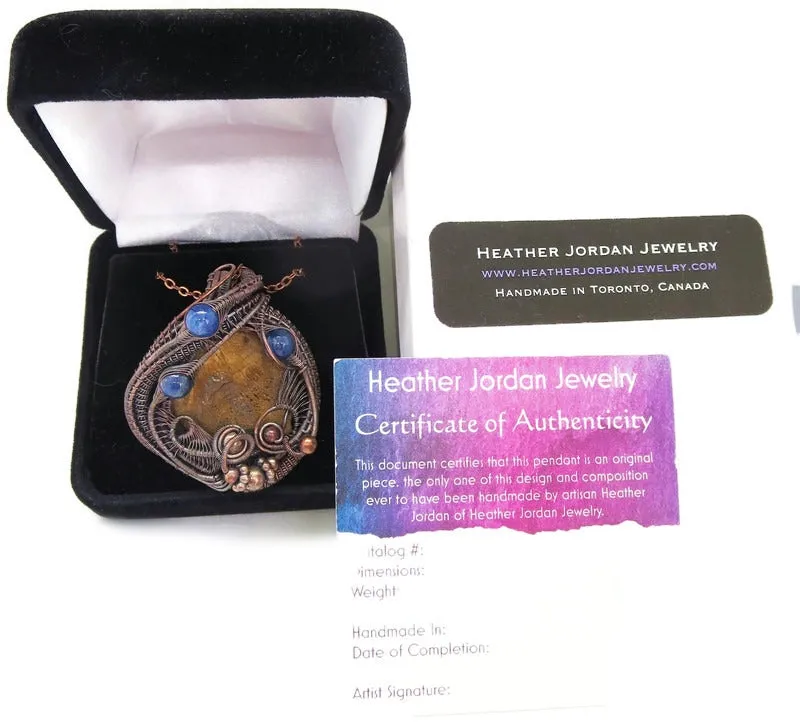 HEATHER JORDAN JEWELRY
WWW.HEATHERJORDANJEWELRY.COM
HANDMADE IN TORONTO, CANADA
Heather Jordan Jewelry
Certificate of Authenticity
This document certifies that this pendant is an original
piece, the only one of this design and composition
ever to have been handmade by artisan Heather
Jordan of Heather Jordan Jewelry.
atalog #:
imensions:
Weight:
Handmade In:
Date of Completion:
Artist Signature: